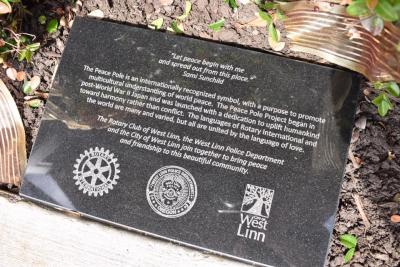 "Let peace begin with me
and spread out from this place."
Sami Sunchild
The Peace Pole is an internationally recognized symbol, with a purpose to promote
multicultural understanding of world peace. The Peace Pole Project began in
post-World War II Japan and was launched with a dedication to uplift humankind
toward harmony rather than conflict. The languages of Rotary International and
the world are many and varied, but all are united by the language of love.
The Rotary Club of West Linn, the West Linn Police Department
and the City of West Linn join together to bring peace
and friendship to this beautiful community.
CITY OF
West
Linn